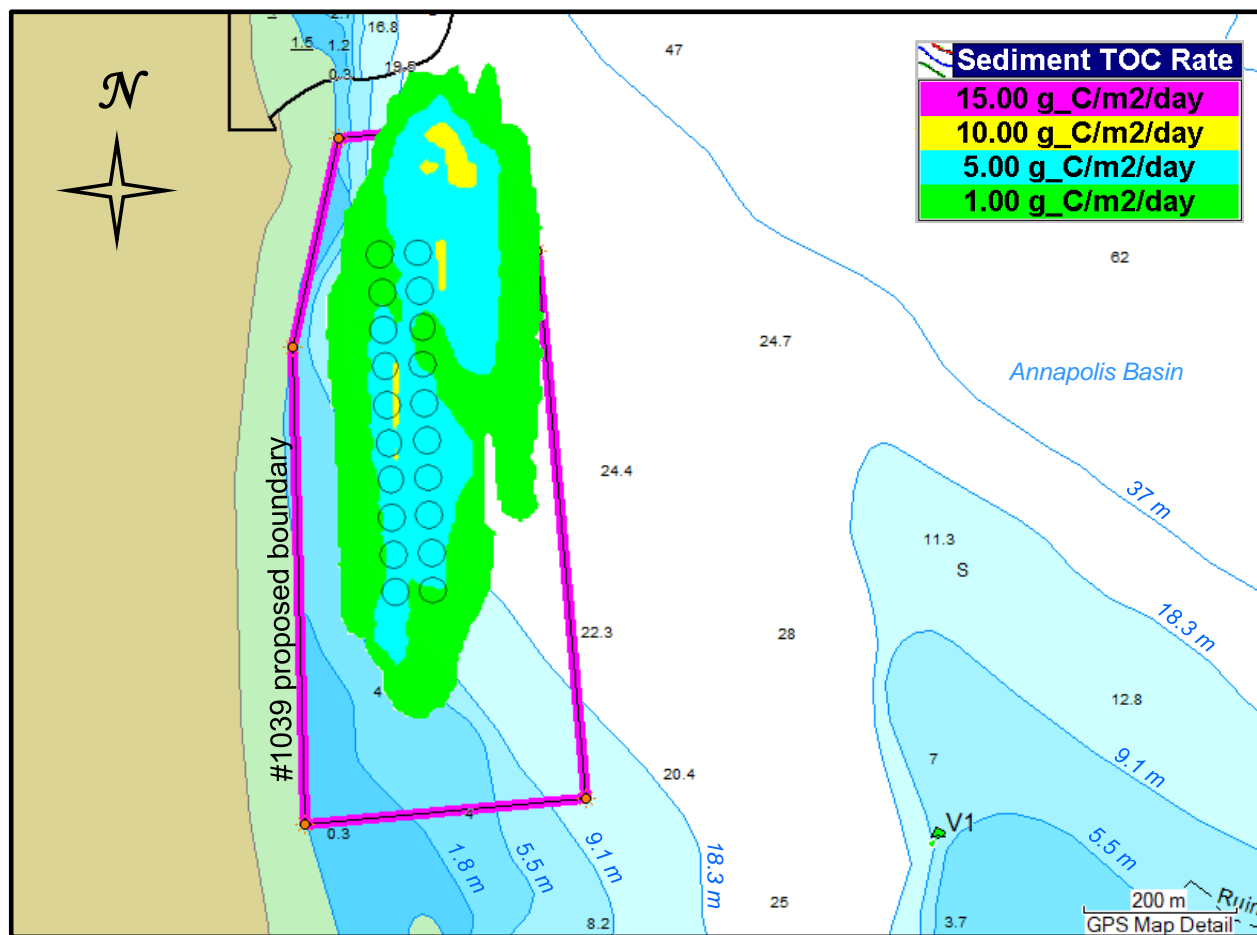 2.7
16.8
1.5
1.2
0.3
19.5
47
N
Sediment TOC Rate
15.00 g_C/m2/day
10.00 g_C/m2/day
5.00 g_C/m2/day
1.00 g_C/m2/day
62
24.7
Annapolis Basin
#1039 proposed boundary
24.4
37 m
11.3
S
18.3 m
22.3
28
4
12.8
7
9.1 m
20.4
V1
4
0.3
1.8 m
5.5 m
9.1 m
18.3 m
5.5 m
25
8.2
3.7
200 m
GPS Map Detail